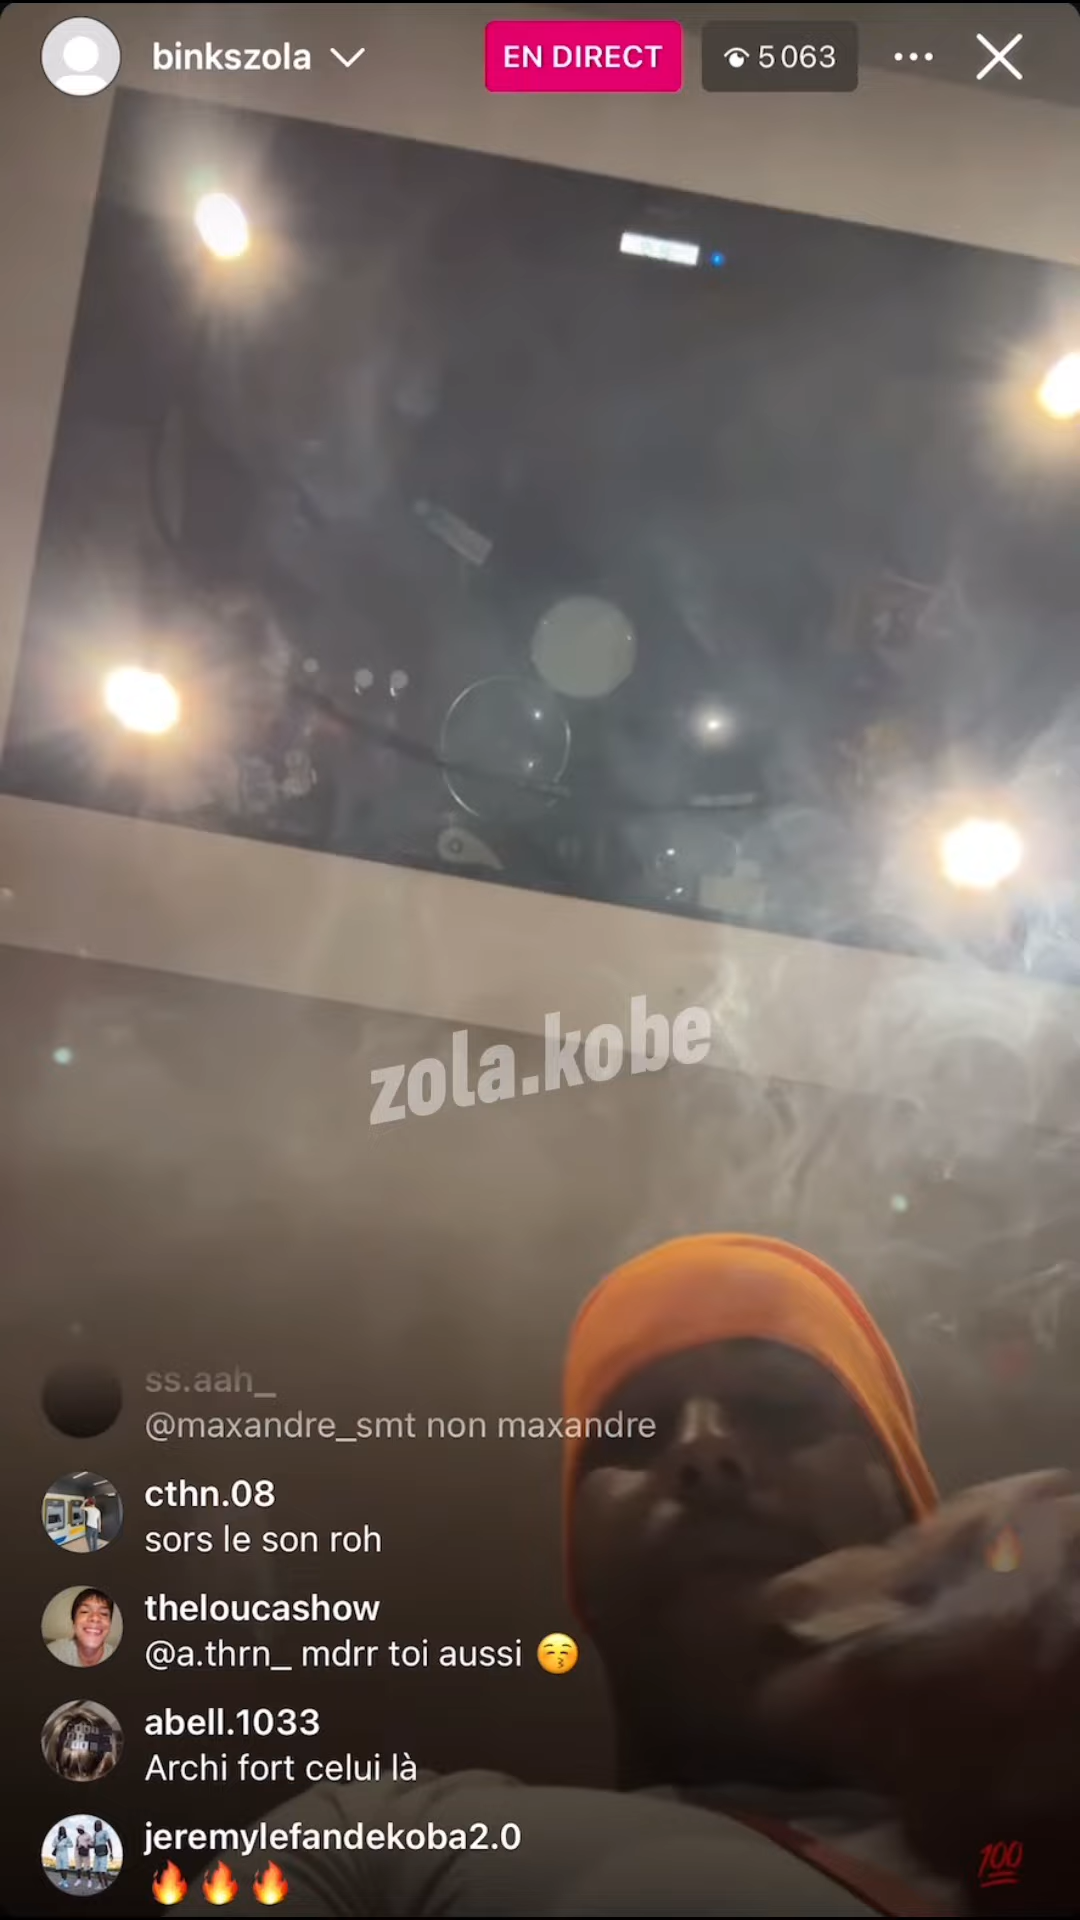 binkszola
EN DIRECT
5 063
zola.kobe
ss.aah_
@maxandre_smt non maxandre
cthn.08
sors le son roh
theloucashow
@a.thrn_ mdrr toi aussi 😚
abell.1033
Archi fort celui là
jeremylefandekoba2.0
🔥🔥🔥
💯